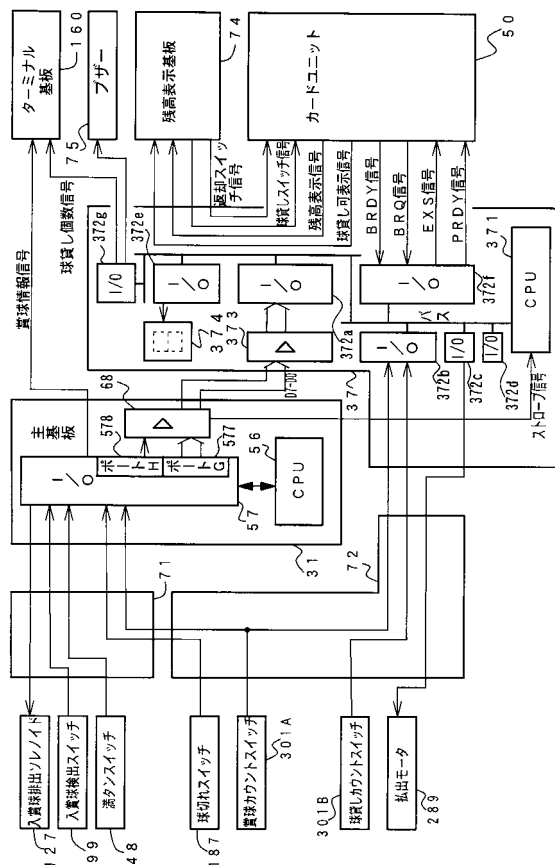 ターミナル基板
160
ブザー
75
残高表示基板
74
カードユニット
50
賞球情報信号
球貸し個数信号
返却スイッチ信号
球貸しスイッチ信号
残高表示信号
球貸し可表示信号
BRDY信号
BRQ信号
EXS信号
PRDY信号
I/O
372g
I/O
372e
374
I/O
372a
373
I/O
372f
バス
I/O
372b
I/O
372c
I/O
372d
CPU
371
37
ストローブ信号
D7-D0
主基板
I/O
57
ポートH
578
ポートG
577
68
CPU
56
31
71
72
入賞球排出ソレノイド
127
入賞球検出スイッチ
99
満タンスイッチ
48
球切れスイッチ
187
賞球カウントスイッチ
301A
球貸しカウントスイッチ
301B
払出モータ
289